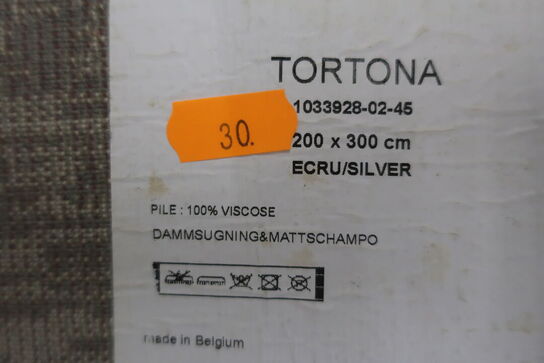 TORTONA
1033928-02-45
30.
200 x 300 cm
ECRU/SILVER
PILE : 100% VISCOSE
DAMMSUGNING&MATTSCHAMPO
made in Belgium